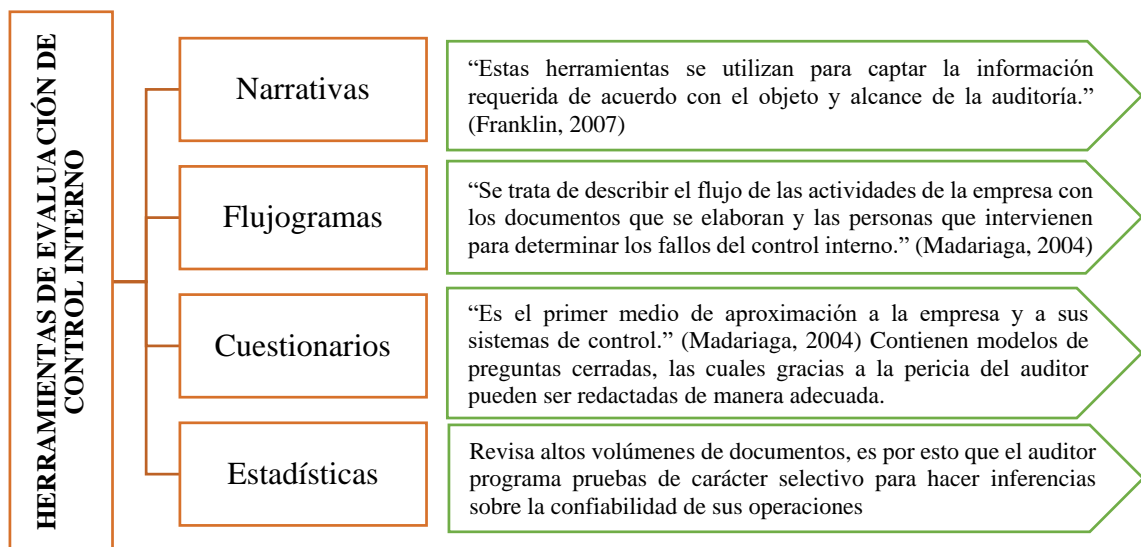 HERRAMIENTAS DE EVALUACIÓN DE
CONTROL INTERNO
Narrativas
“Estas herramientas se utilizan para captar la información
requerida de acuerdo con el objeto y alcance de la auditoría.”
(Franklin, 2007)
Flujogramas
“Se trata de describir el flujo de las actividades de la empresa con
los documentos que se elaboran y las personas que intervienen
para determinar los fallos del control interno.” (Madariaga, 2004)
Cuestionarios
“Es el primer medio de aproximación a la empresa y a sus
sistemas de control.” (Madariaga, 2004) Contienen modelos de
preguntas cerradas, las cuales gracias a la pericia del auditor
pueden ser redactadas de manera adecuada.
Estadísticas
Revisa altos volúmenes de documentos, es por esto que el auditor
programa pruebas de carácter selectivo para hacer inferencias
sobre la confiabilidad de sus operaciones